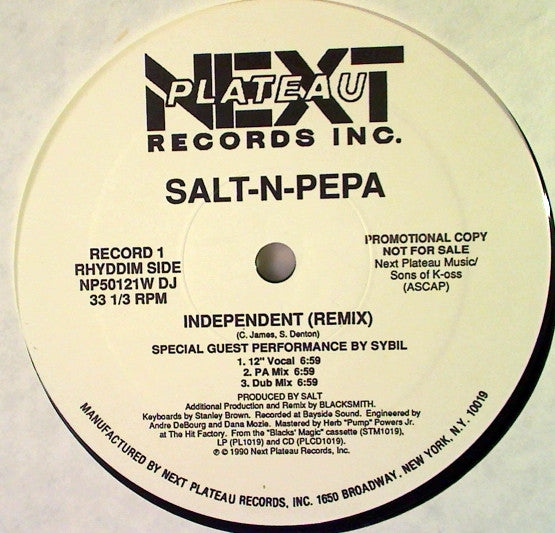 NEXT
PLATEAU
RECORDS INC.
SALT-N-PEPA
RECORD 1
RHYDDIM SIDE
NP50121W DJ
33 1/3 RPM
PROMOTIONAL COPY
NOT FOR SALE
Next Plateau Music/
Sons of K-oss
(ASCAP)
INDEPENDENT (REMIX)
(C. James, S. Denton)
SPECIAL GUEST PERFORMANCE BY SYBIL
1. 12" Vocal 6:59
2. PA Mix 6:59
3. Dub Mix 6:59
PRODUCED BY SALT
Additional Production and Remix by BLACKSMITH.
Keyboards by Stanley Brown. Recorded at Bayside Sound. Engineered by
Andre DeBourg and Dana Mozie. Mastered by Herb "Pump" Powers Jr.
at The Hit Factory. From the "Blacks' Magic" cassette (STM1019),
LP (PL1019) and CD (PLCD1019).
℗ © 1990 Next Plateau Records, Inc.
MANUFACTURED BY NEXT PLATEAU RECORDS, INC. 1650 BROADWAY, NEW YORK, N.Y. 10019